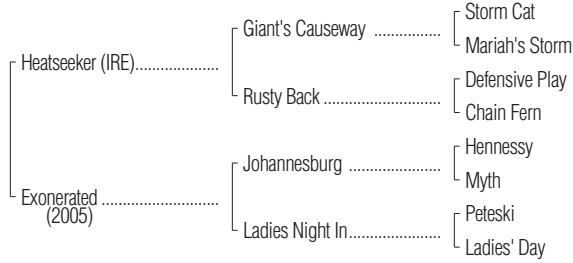 Storm Cat
Giant's Causeway ................
Mariah's Storm
Heatseeker (IRE)....................
Defensive Play
Rusty Back ............................
Chain Fern
Hennessy
Johannesburg ......................
Myth
Exonerated ............................
(2005)
Peteski
Ladies Night In......................
Ladies' Day